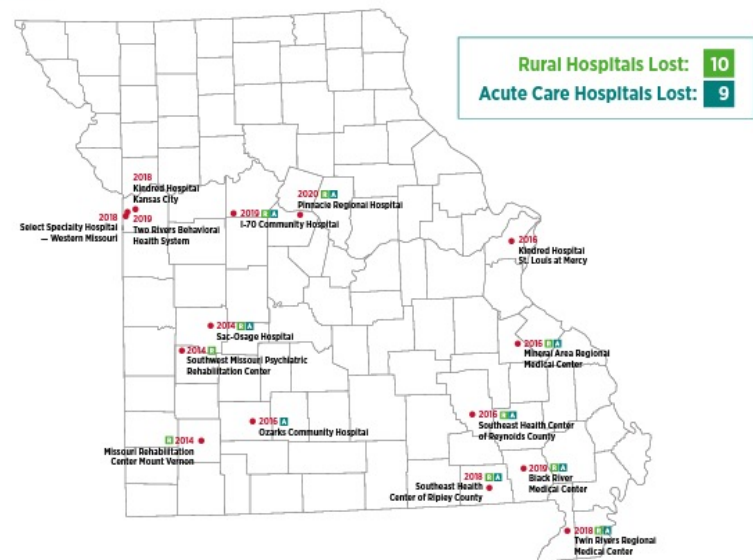 Rural Hospitals Lost: 10
Acute Care Hospitals Lost: 9
2018
Kindred Hospital
Kansas City
2018
Select Specialty Hospital
— Western Missouri
2019
Two Rivers Behavioral
Health System
2019 R A
I-70 Community Hospital
2020 R A
Pinnacle Regional Hospital
2016
Kindred Hospital
St. Louis at Mercy
2014 R A
Sac-Osage Hospital
2014 R
Southwest Missouri Psychiatric
Rehabilitation Center
2016 R A
Mineral Area Regional
Medical Center
2016 A
Ozarks Community Hospital
2016 R A
Southeast Health Center
of Reynolds County
R 2014
Missouri Rehabilitation
Center Mount Vernon
2018 R A
Southeast Health
Center of Ripley County
2019 R A
Black River
Medical Center
2018 R A
Twin Rivers Regional
Medical Center